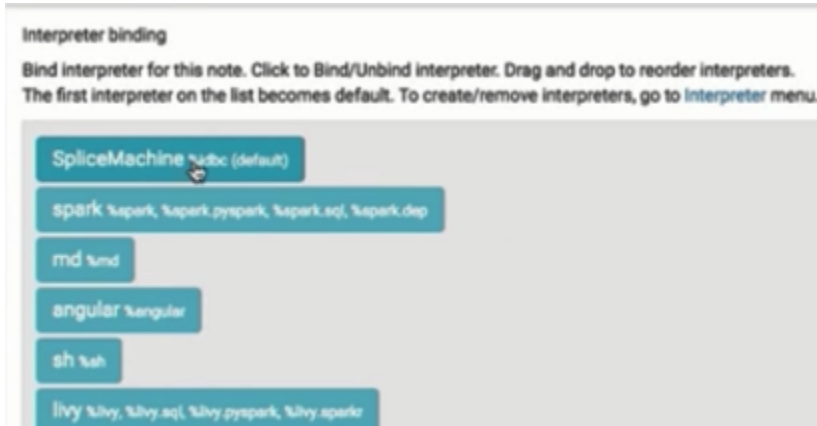 Interpreter binding
Bind interpreter for this note. Click to Bind/Unbind interpreter. Drag and drop to reorder interpreters.
The first interpreter on the list becomes default. To create/remove interpreters, go to Interpreter menu.
SpliceMachine %jdbc (default)
spark %spark, %spark.pyspark, %spark.sql, %spark.dep
md %md
angular %angular
sh %sh
livy %livy, %livy.sql, %livy.pyspark, %livy.sparkr